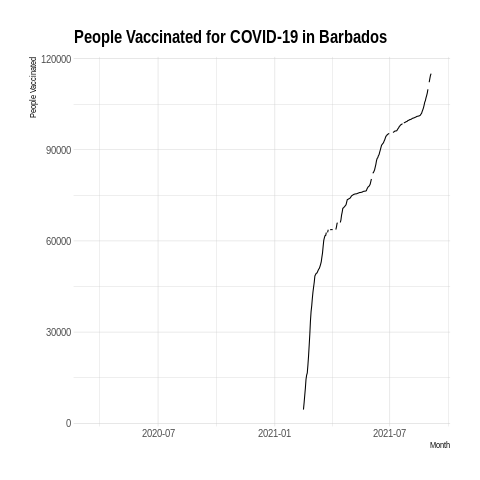 People Vaccinated for COVID-19 in Barbados
People Vaccinated
120000
90000
60000
30000
0
2020-07
2021-01
2021-07
Month